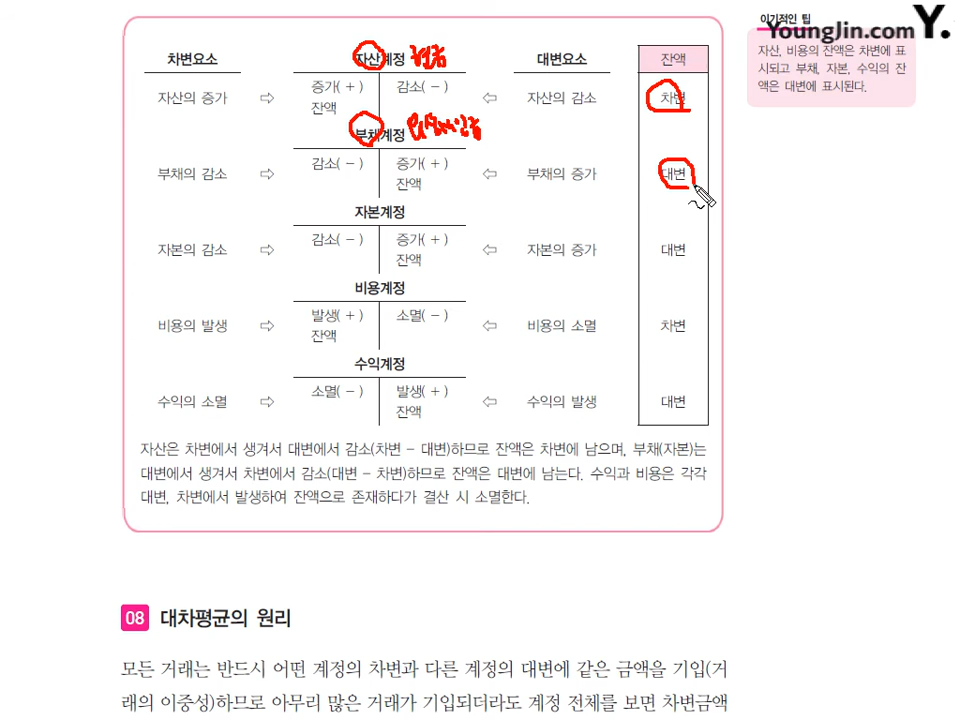 이기적인 팁
YoungJin.com Y.
자산, 비용의 잔액은 차변에 표
시되고 부채, 자본, 수익의 잔
액은 대변에 표시된다.
차변요소 자산계정 현금 대변요소 잔액
자산의 증가 ⇨ 증가(+) 감소(-) ⇦ 자산의 감소 차변
잔액
부채계정
부채의 감소 ⇨ 감소(-) 증가(+) ⇦ 부채의 증가 대변
잔액
자본계정
자본의 감소 ⇨ 감소(-) 증가(+) ⇦ 자본의 증가 대변
잔액
비용계정
비용의 발생 ⇨ 발생(+) 소멸(-) ⇦ 비용의 소멸 차변
잔액
수익계정
수익의 소멸 ⇨ 소멸(-) 발생(+) ⇦ 수익의 발생 대변
잔액
자산은 차변에서 생겨서 대변에서 감소(차변 - 대변)하므로 잔액은 차변에 남으며, 부채(자본)는
대변에서 생겨서 차변에서 감소(대변 - 차변)하므로 잔액은 대변에 남는다. 수익과 비용은 각각
대변, 차변에서 발생하여 잔액으로 존재하다가 결산 시 소멸한다.
08 대차평균의 원리
모든 거래는 반드시 어떤 계정의 차변과 다른 계정의 대변에 같은 금액을 기입(거
래의 이중성)하므로 아무리 많은 거래가 기입되더라도 계정 전체를 보면 차변금액